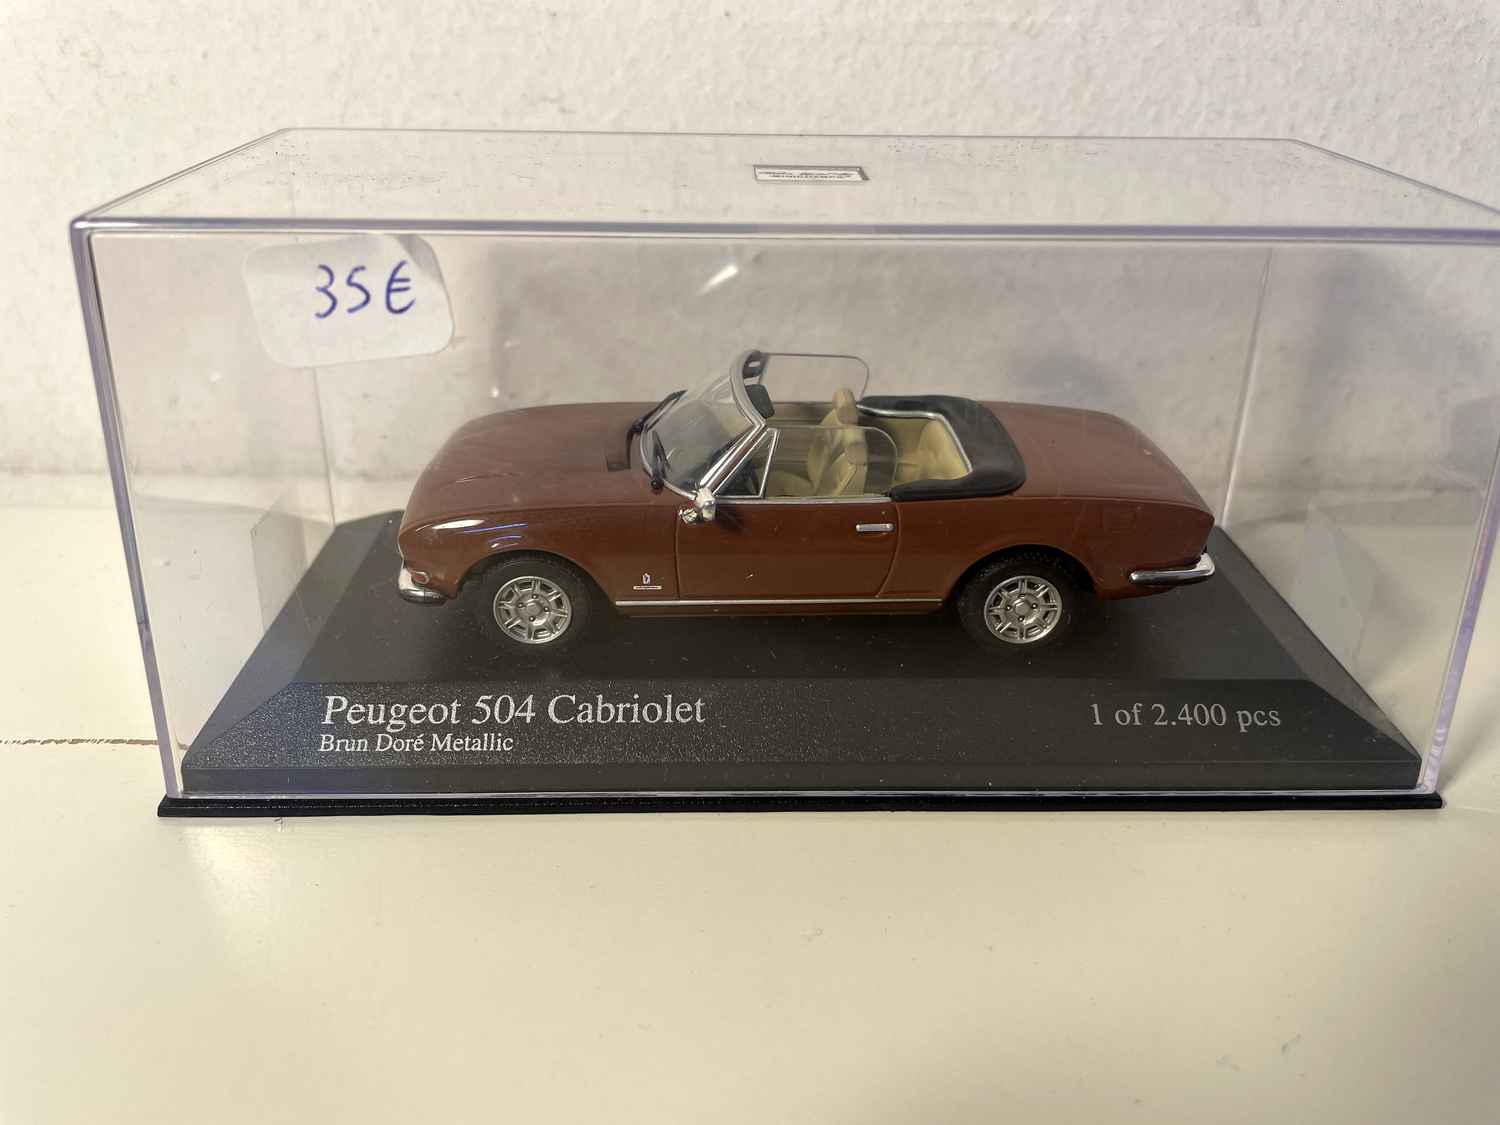 35€
Peugeot 504 Cabriolet
Brun Doré Metallic
1 of 2.400 pcs